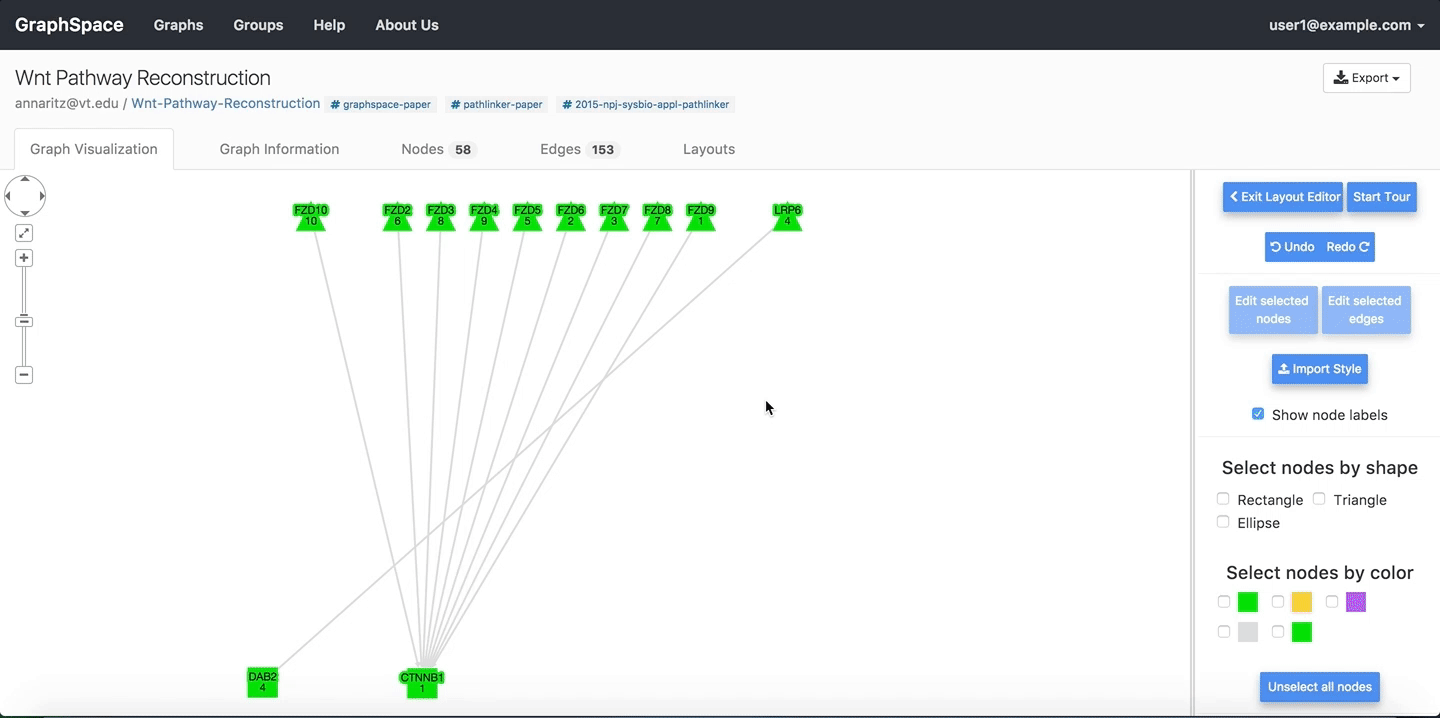 GraphSpace Graphs Groups Help About Us user1@example.com
Wnt Pathway Reconstruction
Export
annaritz@vt.edu / Wnt-Pathway-Reconstruction # graphspace-paper # pathlinker-paper # 2015-npj-sysbio-appl-pathlinker
Graph Visualization Graph Information Nodes 58 Edges 153 Layouts
Exit Layout Editor Start Tour
FZD10 FZD2 FZD3 FZD4 FZD5 FZD6 FZD7 FZD8 FZD9 LRP6
10 6 8 9 5 2 3 7 1 4
Undo Redo
Edit selected nodes
Edit selected edges
Import Style
Show node labels
Select nodes by shape
Rectangle Triangle
Ellipse
Select nodes by color
DAB2 CTNNB1
4 1
Unselect all nodes